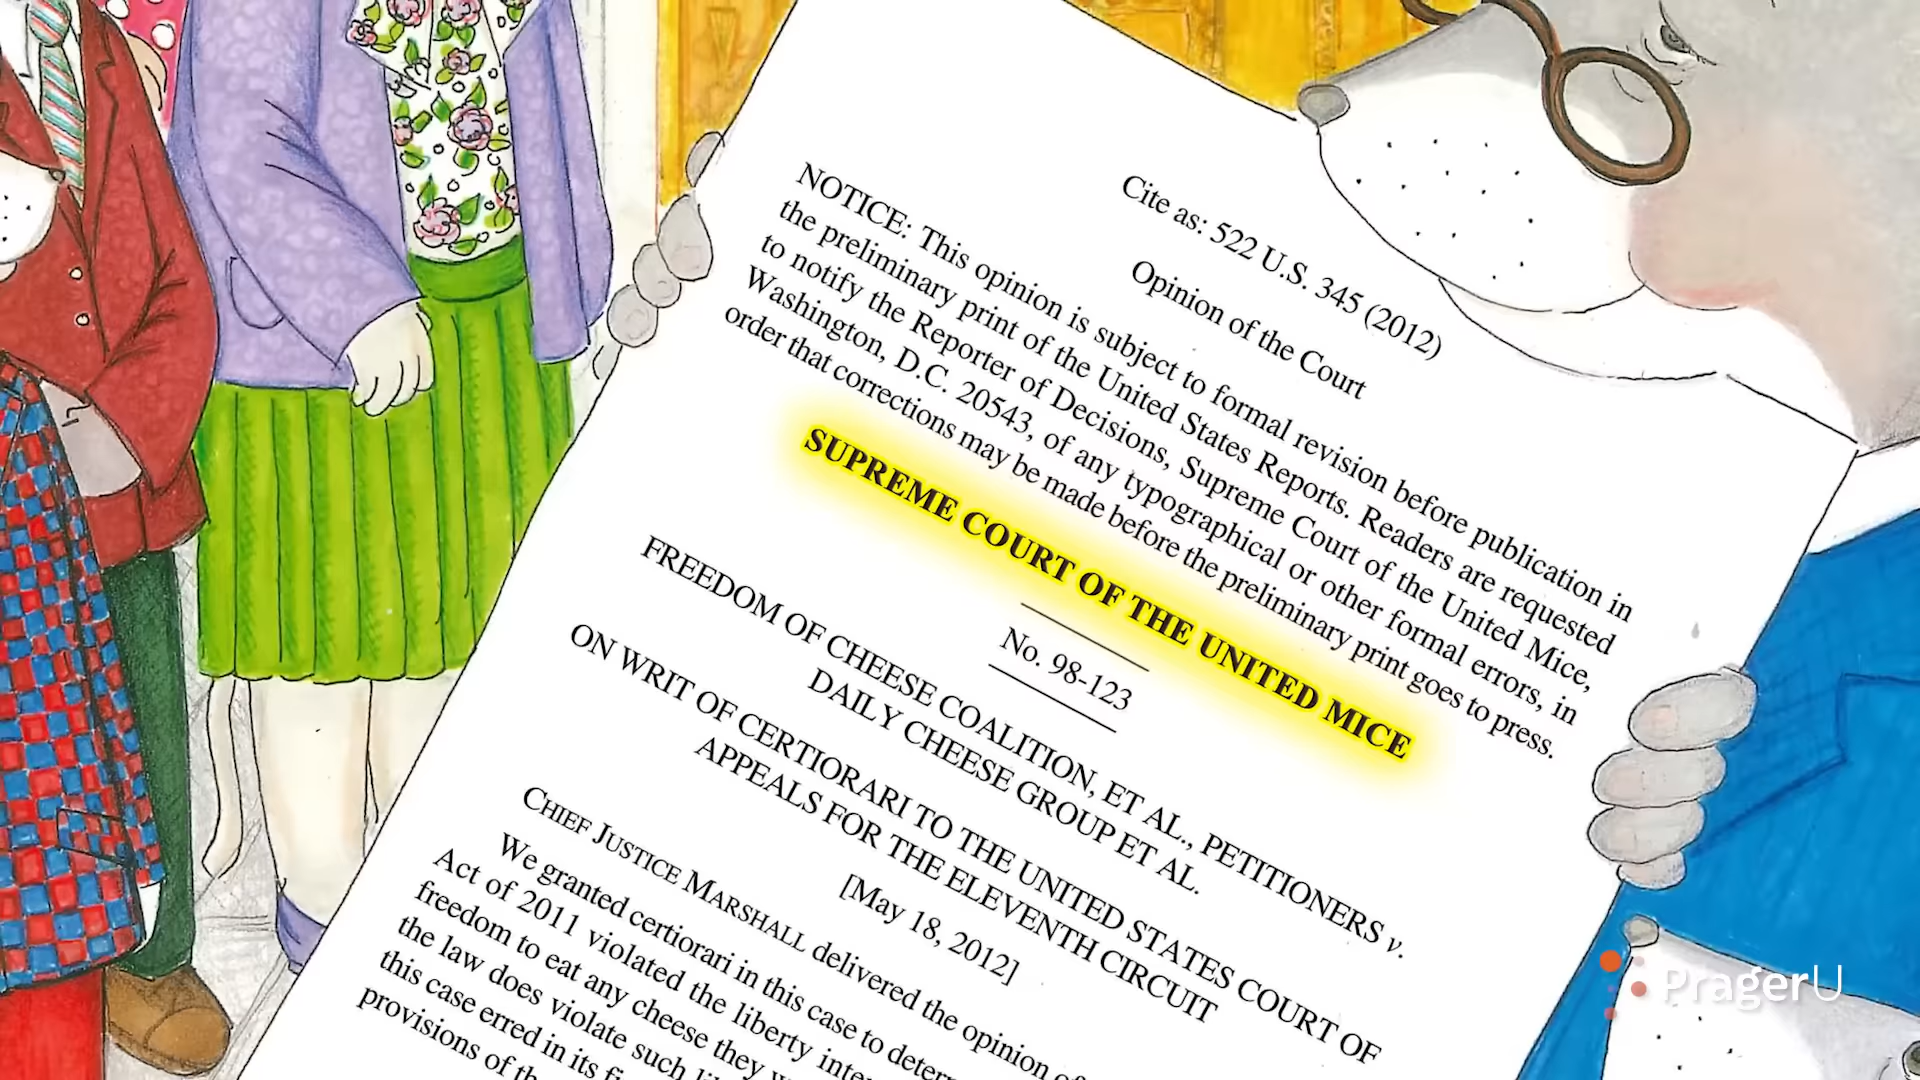 Cite as: 522 U.S. 345 (2012)
Opinion of the Court
NOTICE: This opinion is subject to formal revision before publication in
the preliminary print of the United States Reports. Readers are requested
to notify the Reporter of Decisions, Supreme Court of the United Mice,
Washington, D.C. 20543, of any typographical or other formal errors, in
order that corrections may be made before the preliminary print goes to press.
SUPREME COURT OF THE UNITED MICE
No. 98-123
FREEDOM OF CHEESE COALITION, ET AL., PETITIONERS v.
DAILY CHEESE GROUP ET AL.
ON WRIT OF CERTIORARI TO THE UNITED STATES COURT OF
APPEALS FOR THE ELEVENTH CIRCUIT
[May 18, 2012]
CHIEF JUSTICE MARSHALL delivered the opinion of
We granted certiorari in this case to
Act of 2011 violated the liberty
freedom to eat any cheese they
the law does violate such
this case erred in its
provisions of
PragerU